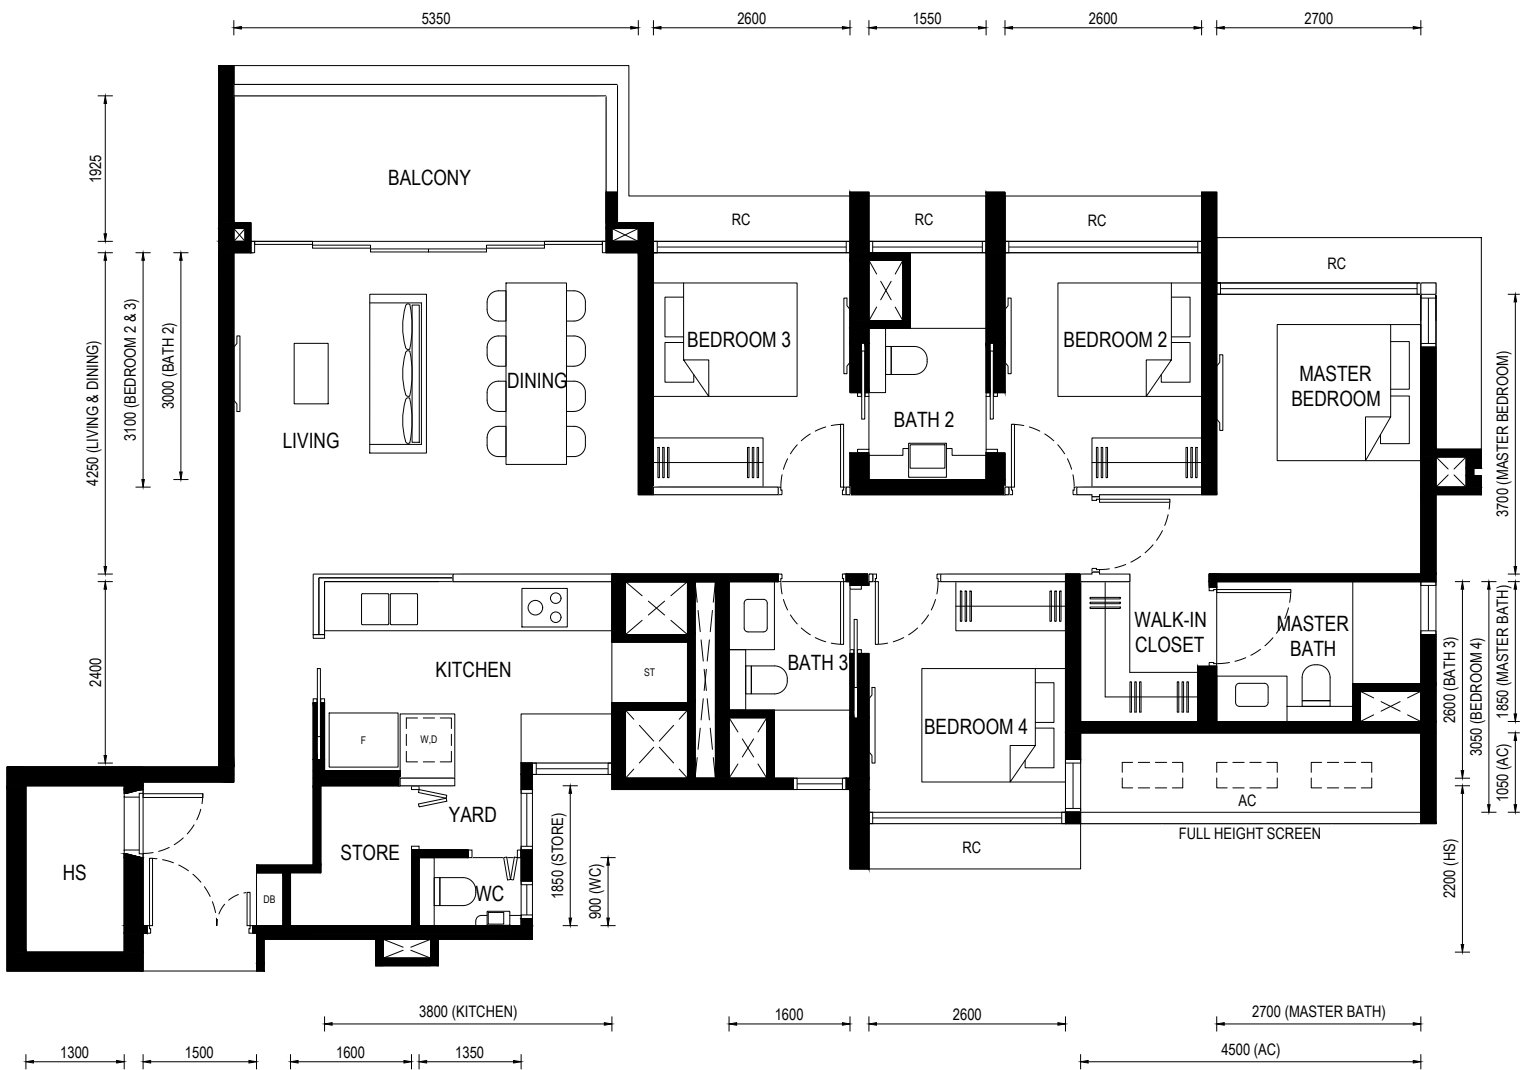 5350
2600
1550
2600
2700
1925
BALCONY
RC
RC
RC
RC
4250 (LIVING & DINING)
3100 (BEDROOM 2 & 3)
3000 (BATH 2)
LIVING
DINING
BEDROOM 3
BATH 2
BEDROOM 2
MASTER
BEDROOM
3700 (MASTER BEDROOM)
2400
KITCHEN
ST
F
W,D
BATH 3
BEDROOM 4
WALK-IN
CLOSET
MASTER
BATH
2600 (BATH 3)
3050 (BEDROOM 4)
1850 (MASTER BATH)
1050 (AC)
AC
FULL HEIGHT SCREEN
RC
YARD
STORE
WC
HS
DB
1850 (STORE)
900 (WC)
2200 (HS)
3800 (KITCHEN)
1600
2600
2700 (MASTER BATH)
1300
1500
1600
1350
4500 (AC)